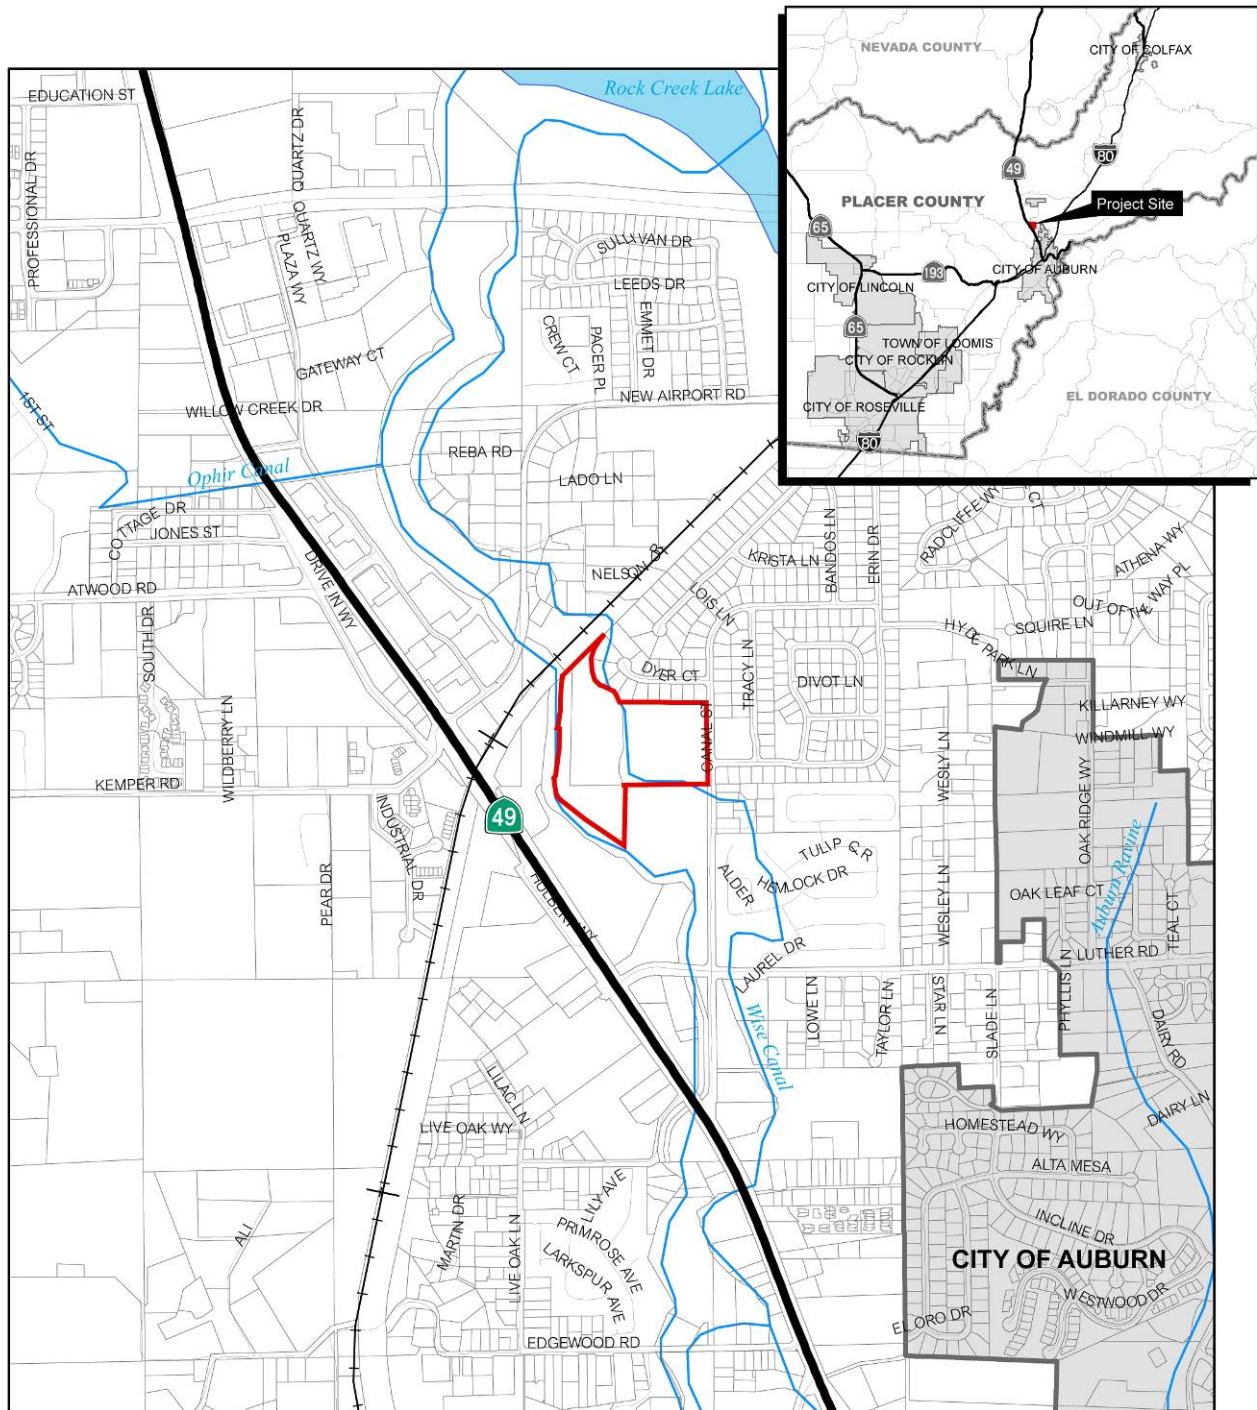 NEVADA COUNTY
CITY OF COLFAX
80
49
PLACER COUNTY
Project Site
65
193
CITY OF AUBURN
CITY OF LINCOLN
65
TOWN OF LOOMIS
CITY OF ROCKLIN
EL DORADO COUNTY
CITY OF ROSEVILLE
80
EDUCATION ST
Rock Creek Lake
PROFESSIONAL DR
QUARTZ DR
QUARTZ WY
PLAZA WY
SULLIVAN DR
LEEDS DR
EMMET DR
CREW CT
PACER PL
GATEWAY CT
NEW AIRPORT RD
1ST ST
WILLOW CREEK DR
REBA RD
Ophir Canal
LADO LN
COTTAGE DR
JONES ST
DRIVE IN WY
NELSON DR
KRISTA LN
BANDOS LN
ERIN DR
RADCLIFFE WY
CT
ATHENA WY
ATWOOD RD
LOIS LN
OUT OF THE WAY PL
SQUIRE LN
HYDE PARK LN
SOUTH DR
DYER CT
TRACY LN
DIVOT LN
KILLARNEY WY
WINDMILL WY
CANAL ST
WILDBERRY LN
WESLY LN
OAK RIDGE WY
KEMPER RD
49
INDUSTRIAL DR
TULIP CR
HEMLOCK DR
ALDER
PEAR DR
HULBERT WY
WESLEY LN
OAK LEAF CT
Auburn Ravine
TEAL CT
LUTHER RD
LAUREL DR
PHYLLIS LN
LOWE LN
TAYLOR LN
STAR LN
SLADE LN
Wise Canal
DAIRY RD
DAIRY LN
LILAC LN
LIVE OAK WY
HOMESTEAD WY
ALTA MESA
LILY AVE
PRIMROSE AVE
LARKSPUR AVE
MARTIN DR
LIVE OAK LN
ALI
INCLINE DR
CITY OF AUBURN
WESTWOOD DR
EL ORO DR
EDGEWOOD RD